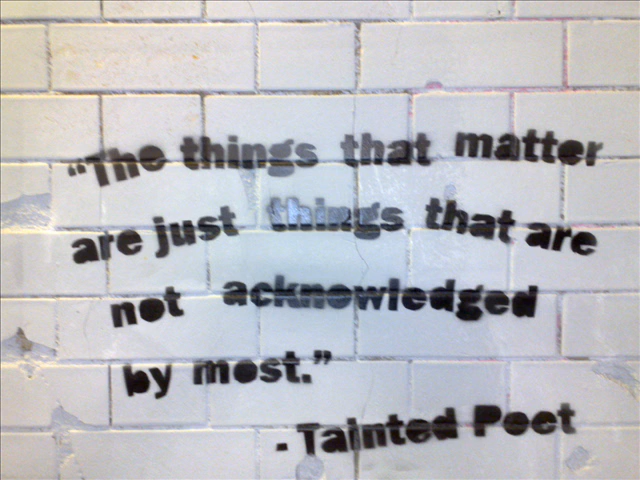 “The things that matter
are just things that are
not acknowledged
by most.”
- Tainted Poet